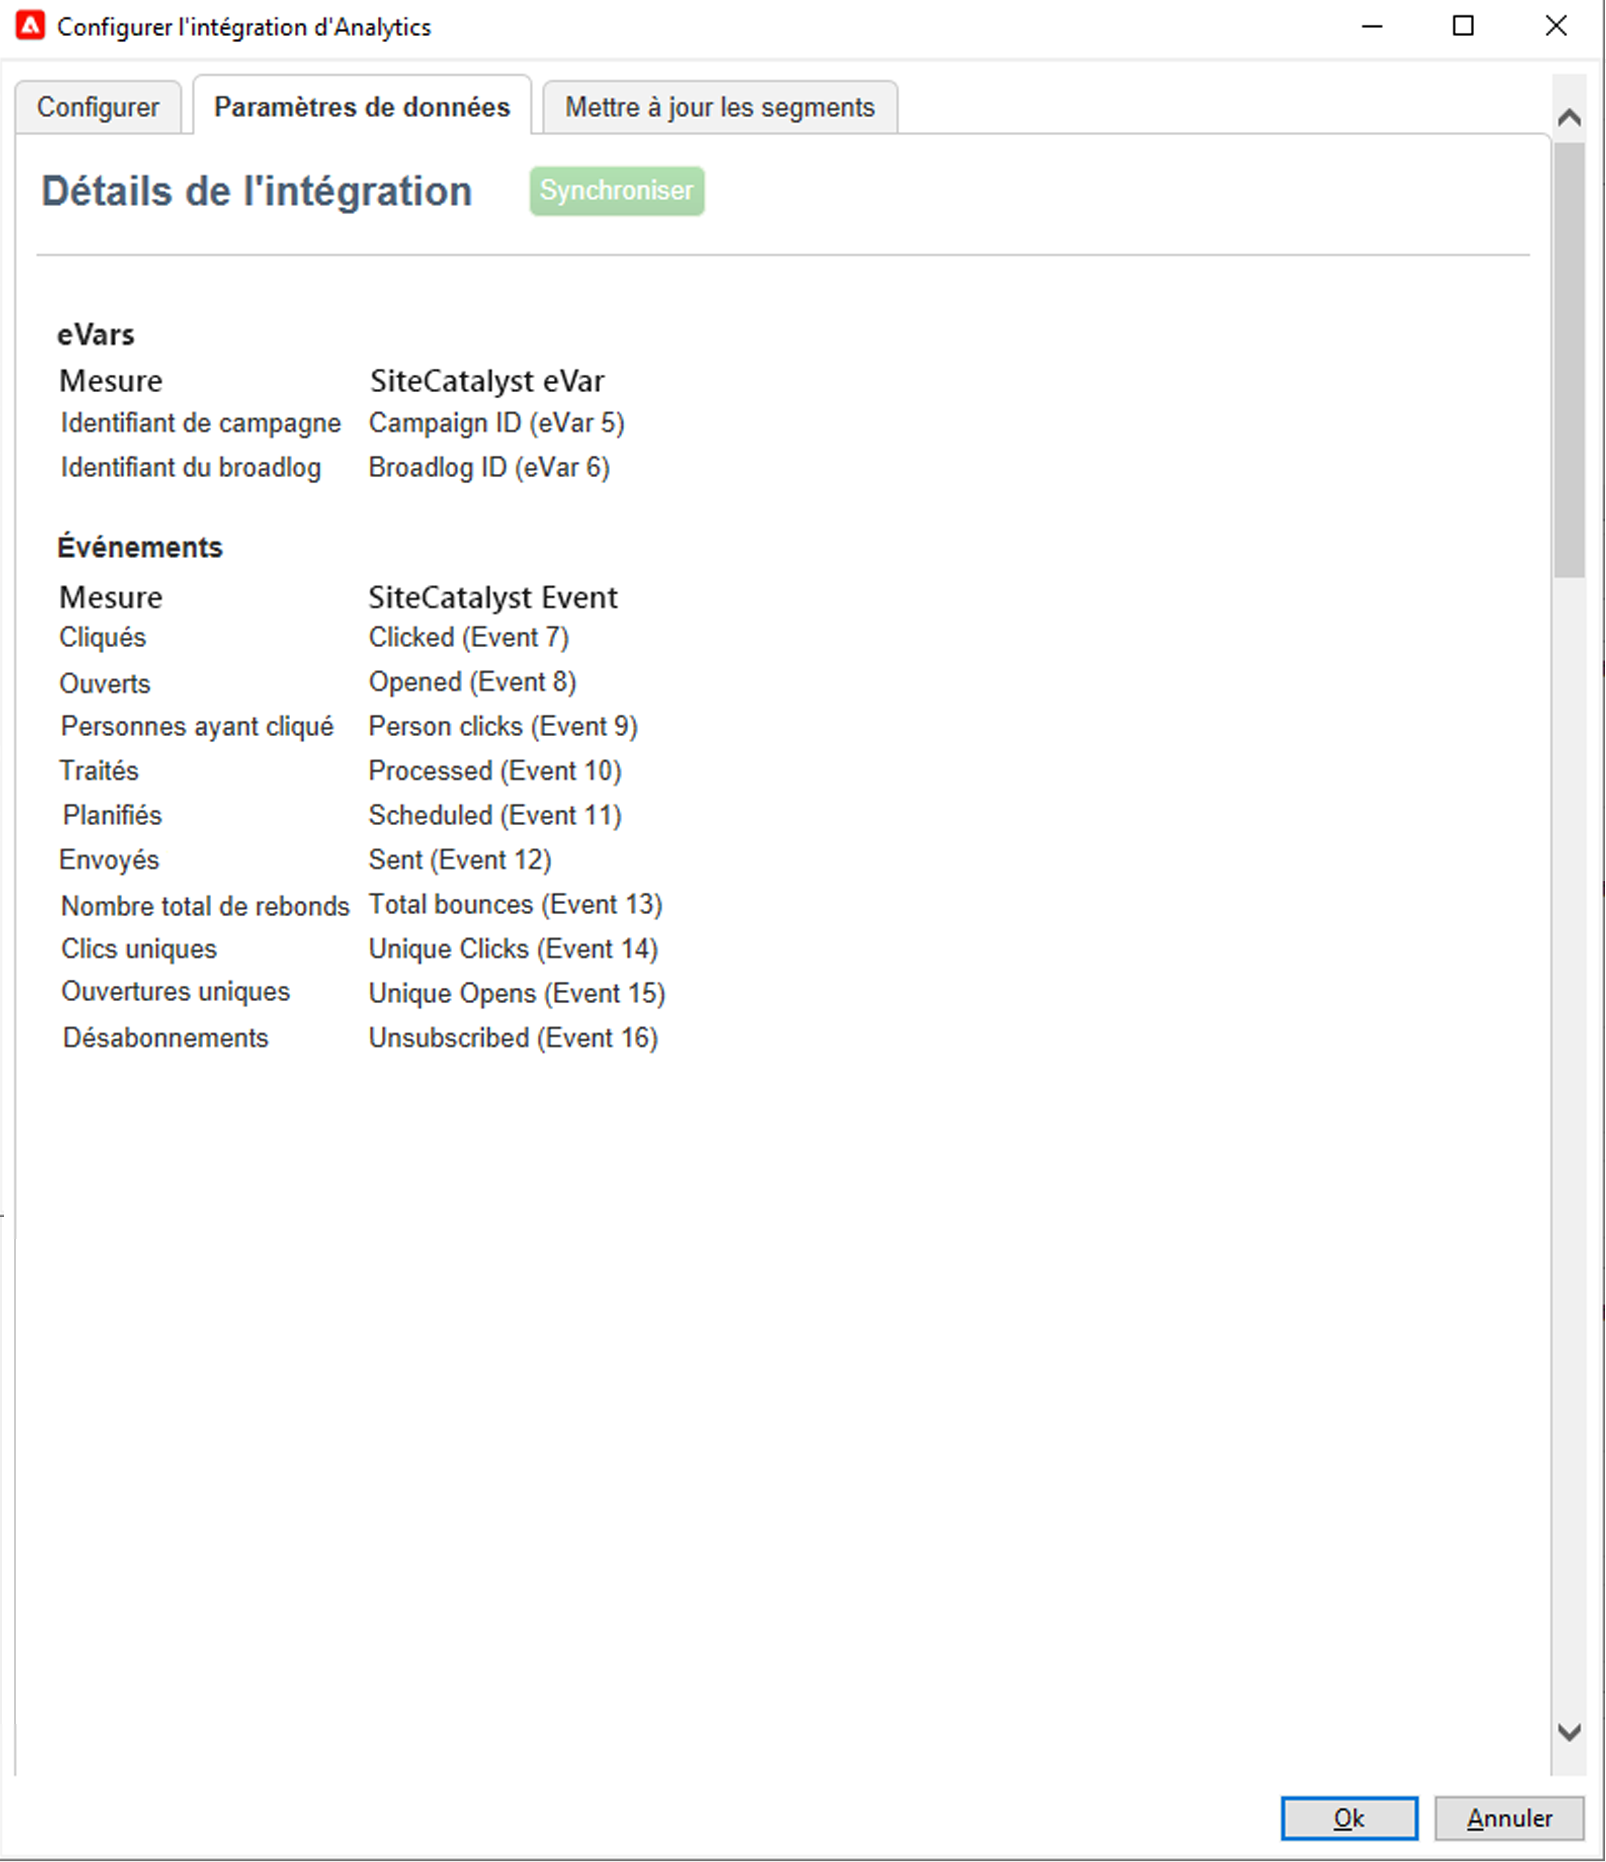 Configurer l'intégration d'Analytics
Configurer Paramètres de données Mettre à jour les segments
Détails de l'intégration Synchroniser
eVars
Mesure SiteCatalyst eVar
Identifiant de campagne Campaign ID (eVar 5)
Identifiant du broadlog Broadlog ID (eVar 6)
Événements
Mesure SiteCatalyst Event
Cliqués Clicked (Event 7)
Ouverts Opened (Event 8)
Personnes ayant cliqué Person clicks (Event 9)
Traités Processed (Event 10)
Planifiés Scheduled (Event 11)
Envoyés Sent (Event 12)
Nombre total de rebonds Total bounces (Event 13)
Clics uniques Unique Clicks (Event 14)
Ouvertures uniques Unique Opens (Event 15)
Désabonnements Unsubscribed (Event 16)
Ok Annuler